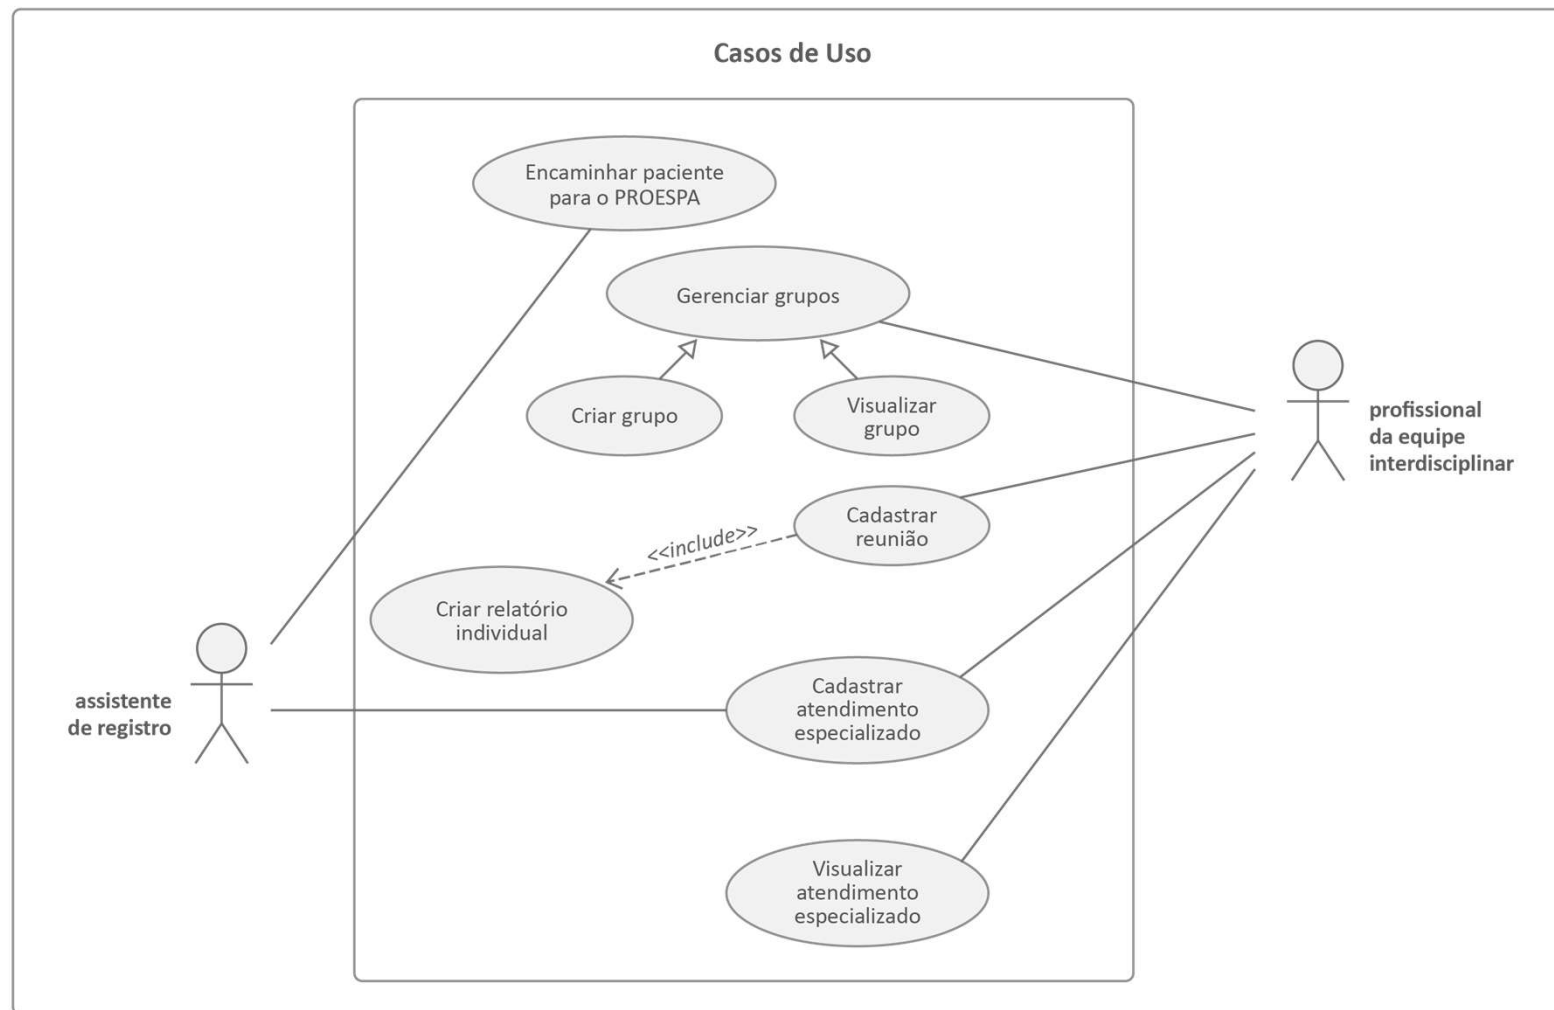 Casos de Uso
Encaminhar paciente
para o PROESPA
Gerenciar grupos
Criar grupo
Visualizar
grupo
profissional
da equipe
interdisciplinar
Cadastrar
reunião
<<include>>
Criar relatório
individual
assistente
de registro
Cadastrar
atendimento
especializado
Visualizar
atendimento
especializado